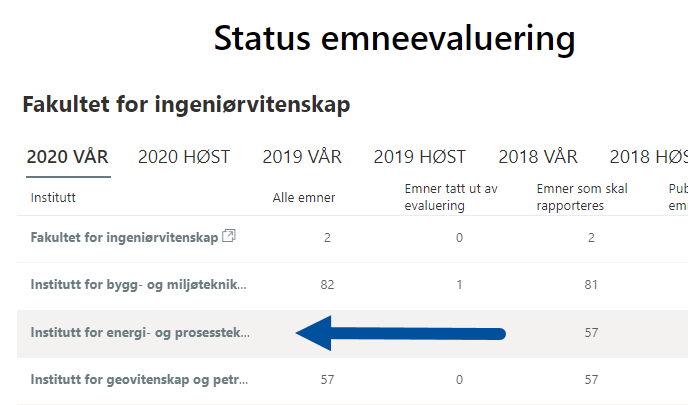 Status emneevaluering
Fakultet for ingeniørvitenskap
2020 VÅR 2020 HØST 2019 VÅR 2019 HØST 2018 VÅR 2018 HØS
Institutt Alle emner Emner tatt ut av evaluering Emner som skal rapporteres Pub em
Fakultet for ingeniørvitenskap 2 0 2
Institutt for bygg- og miljøteknik... 82 1 81
Institutt for energi- og prosesstek... 57
Institutt for geovitenskap og petr... 57 0 57